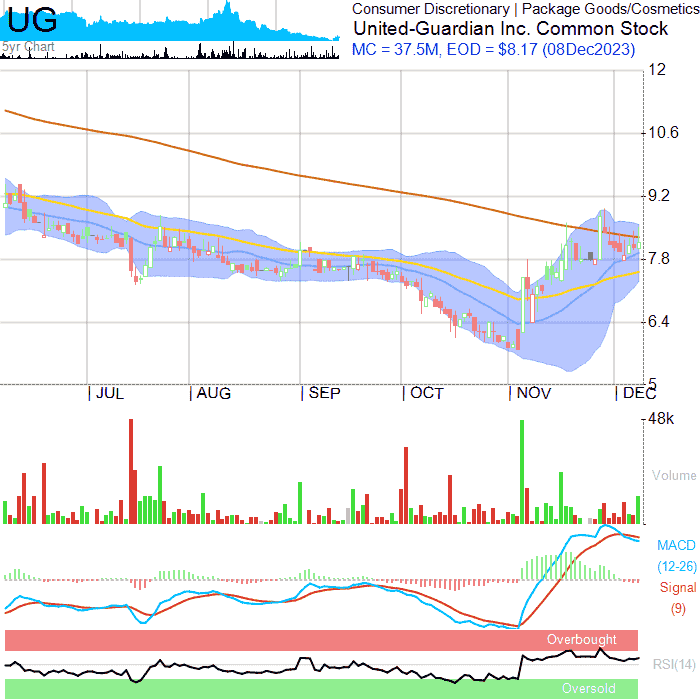 UG
5yr Chart
Consumer Discretionary | Package Goods/Cosmetics
United-Guardian Inc. Common Stock
MC = 37.5M, EOD = $8.17 (08Dec2023)
12
10.6
9.2
7.8
6.4
5
JUL AUG SEP OCT NOV DEC
48k
Volume
MACD
(12-26)
Signal
(9)
Overbought
RSI(14)
Oversold